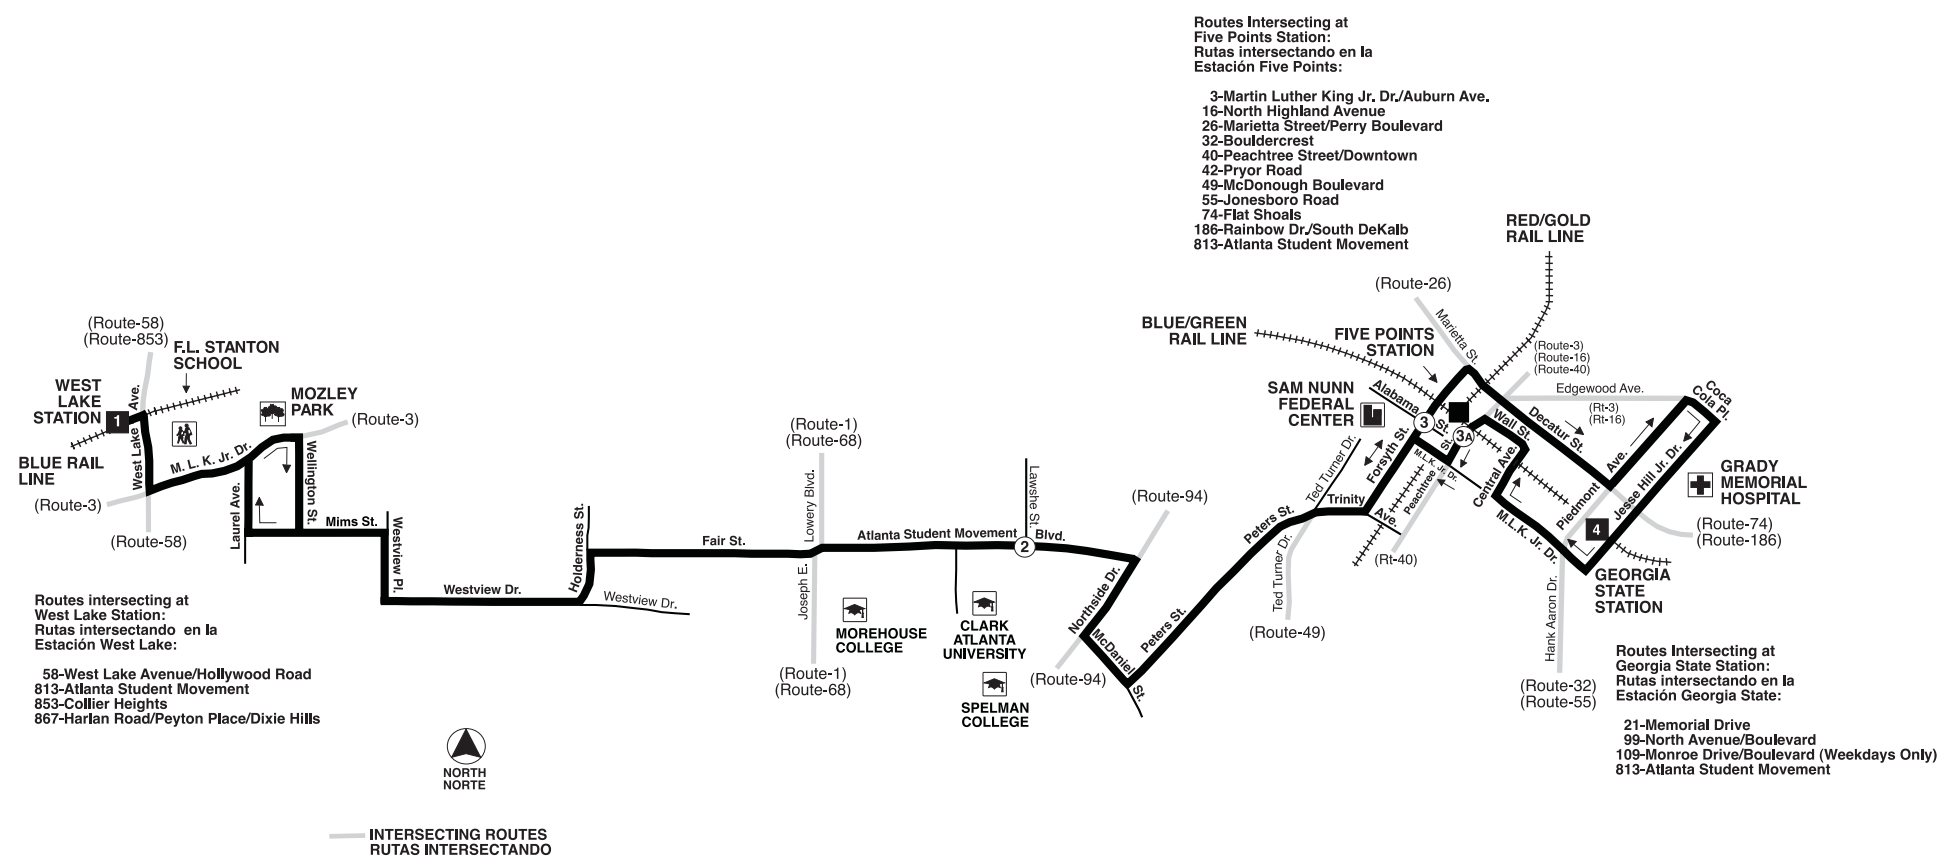 Routes Intersecting at
Five Points Station:
Rutas intersectando en la
Estación Five Points:
3-Martin Luther King Jr. Dr./Auburn Ave.
16-North Highland Avenue
26-Marietta Street/Perry Boulevard
32-Bouldercrest
40-Peachtree Street/Downtown
42-Pryor Road
49-McDonough Boulevard
55-Jonesboro Road
74-Flat Shoals
186-Rainbow Dr./South DeKalb
813-Atlanta Student Movement
RED/GOLD
RAIL LINE
(Route-26)
Marietta St.
BLUE/GREEN
RAIL LINE
FIVE POINTS
STATION
(Route-3)
(Route-16)
(Route-40)
Edgewood Ave.
(Rt-3)
(Rt-16)
Coca
Cola Pl.
SAM NUNN
FEDERAL
CENTER
Alabama
St.
3
3A
Wall St.
Decatur St.
Forsyth St.
St.
M.L.K. Jr. Dr.
Peachtree
Central Ave.
Piedmont
Ave.
Jesse Hill Jr. Dr.
GRADY
MEMORIAL
HOSPITAL
Ted Turner Dr.
Trinity
Ave.
M.L.K. Jr. Dr.
4
(Route-74)
(Route-186)
(Rt-40)
GEORGIA
STATE
STATION
Peters St.
Ted Turner Dr.
(Route-49)
Hank Aaron Dr.
(Route-32)
(Route-55)
Routes Intersecting at
Georgia State Station:
Rutas intersectando en la
Estación Georgia State:
21-Memorial Drive
99-North Avenue/Boulevard
109-Monroe Drive/Boulevard (Weekdays Only)
813-Atlanta Student Movement
(Route-58)
(Route-853)
F.L. STANTON
SCHOOL
WEST
LAKE
STATION
1
West Lake
Ave.
MOZLEY
PARK
(Route-3)
BLUE RAIL
LINE
M. L. K. Jr. Dr.
(Route-3)
(Route-58)
Laurel Ave.
Wellington St.
Mims St.
Westview Pl.
Westview Dr.
Holderness St.
Westview Dr.
Fair St.
(Route-1)
(Route-68)
Lowery Blvd.
Joseph E.
(Route-1)
(Route-68)
Atlanta Student Movement
Blvd.
Lawshe St.
2
(Route-94)
Northside Dr.
McDaniel
St.
Peters St.
(Route-94)
MOREHOUSE
COLLEGE
CLARK
ATLANTA
UNIVERSITY
SPELMAN
COLLEGE
Routes intersecting at
West Lake Station:
Rutas intersectando en la
Estación West Lake:
58-West Lake Avenue/Hollywood Road
813-Atlanta Student Movement
853-Collier Heights
867-Harlan Road/Peyton Place/Dixie Hills
NORTH
NORTE
INTERSECTING ROUTES
RUTAS INTERSECTANDO